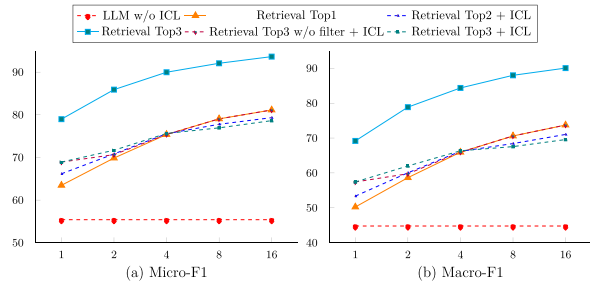 LLM w/o ICL Retrieval Top1 Retrieval Top2 + ICL
Retrieval Top3 Retrieval Top3 w/o filter + ICL Retrieval Top3 + ICL
90
80
70
60
50
1 2 4 8 16
(a) Micro-F1
90
80
70
60
50
40
1 2 4 8 16
(b) Macro-F1